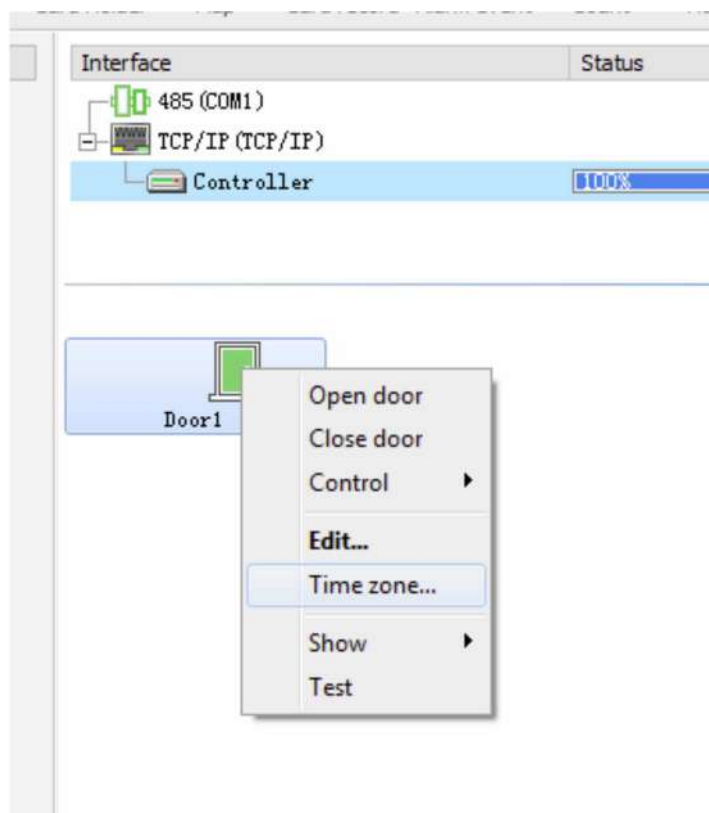 Interface Status
485 (COM1)
TCP/IP (TCP/IP)
Controller 100%
Door1
Open door
Close door
Control
Edit...
Time zone...
Show
Test